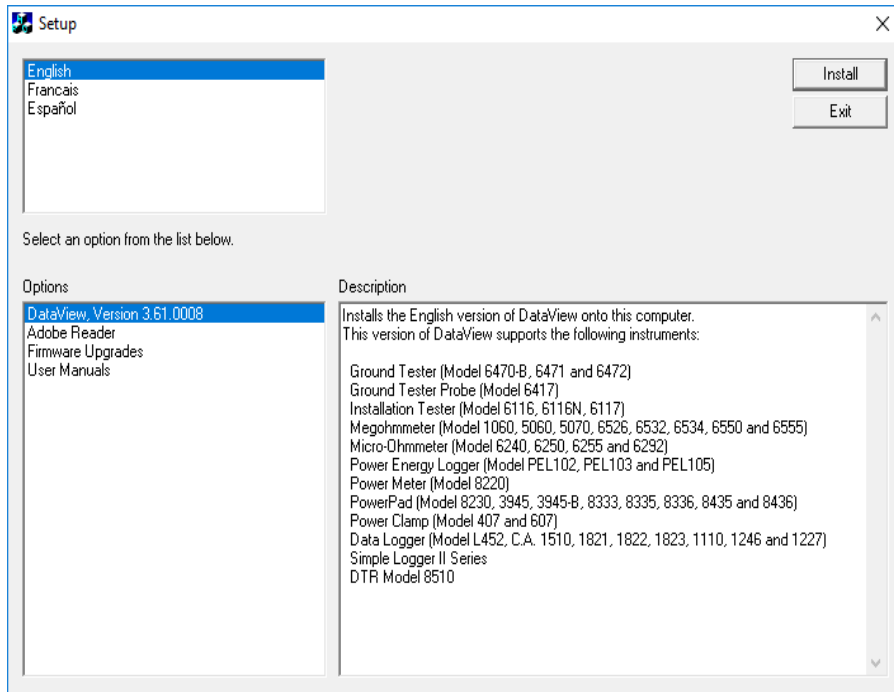 Setup
English
Francais
Español
Install
Exit
Select an option from the list below.
Options
DataView, Version 3.61.0008
Adobe Reader
Firmware Upgrades
User Manuals
Description
Installs the English version of DataView onto this computer.
This version of DataView supports the following instruments:
Ground Tester (Model 6470-B, 6471 and 6472)
Ground Tester Probe (Model 6417)
Installation Tester (Model 6116, 6116N, 6117)
Megohmmeter (Model 1060, 5060, 5070, 6526, 6532, 6534, 6550 and 6555)
Micro-Ohmmeter (Model 6240, 6250, 6255 and 6292)
Power Energy Logger (Model PEL102, PEL103 and PEL105)
Power Meter (Model 8220)
PowerPad (Model 8230, 3945, 3945-B, 8333, 8335, 8336, 8435 and 8436)
Power Clamp (Model 407 and 607)
Data Logger (Model L452, C.A. 1510, 1821, 1822, 1823, 1110, 1246 and 1227)
Simple Logger II Series
DTR Model 8510